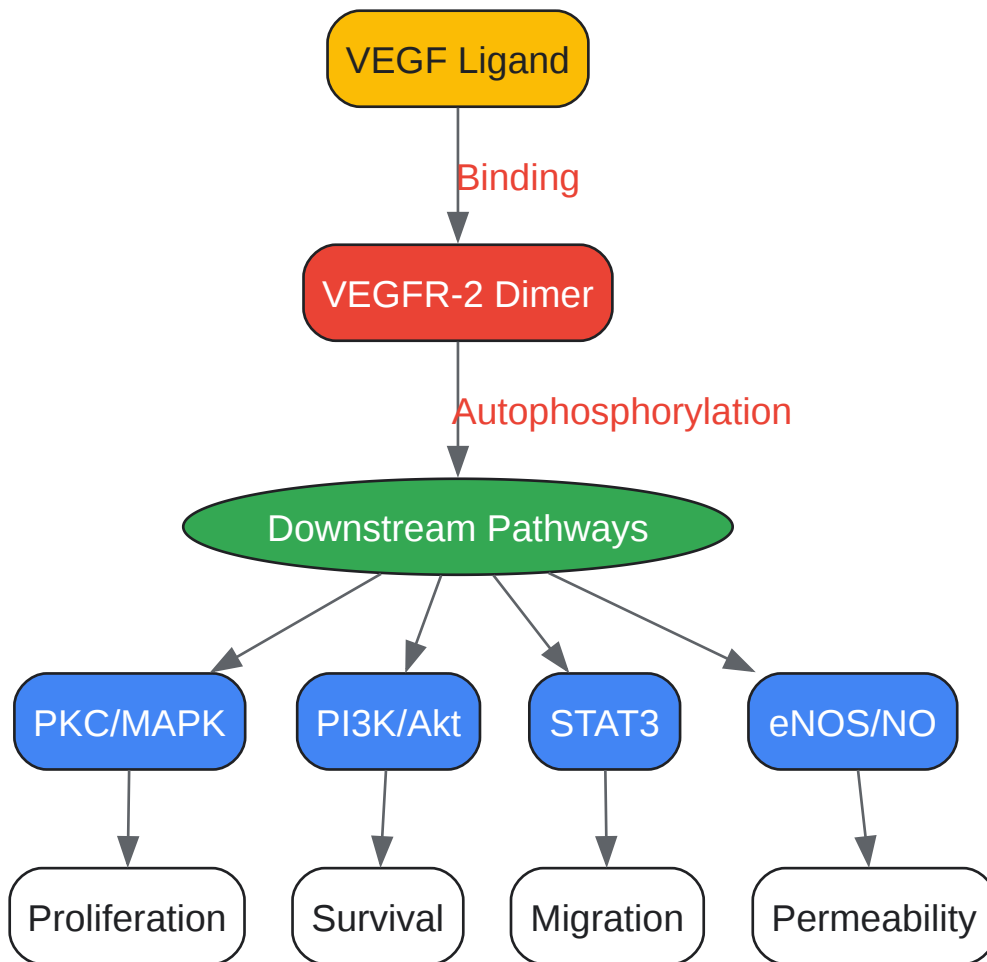 VEGF Ligand
Binding
VEGFR-2 Dimer
Autophosphorylation
Downstream Pathways
PKC/MAPK
PI3K/Akt
STAT3
eNOS/NO
Proliferation
Survival
Migration
Permeability